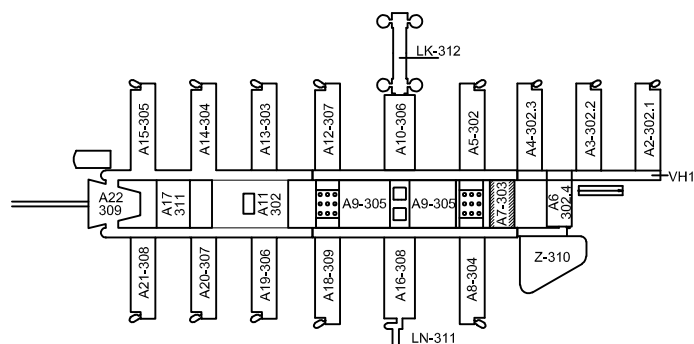 LK-312
A15-305
A14-304
A13-303
A12-307
A10-306
A5-302
A4-302.3
A3-302.2
A2-302.1
VH1
A22
309
A17
311
A11
302
A9-305
A9-305
A7-303
A6
302.4
A21-308
A20-307
A19-306
A18-309
A16-308
A8-304
Z-310
LN-311